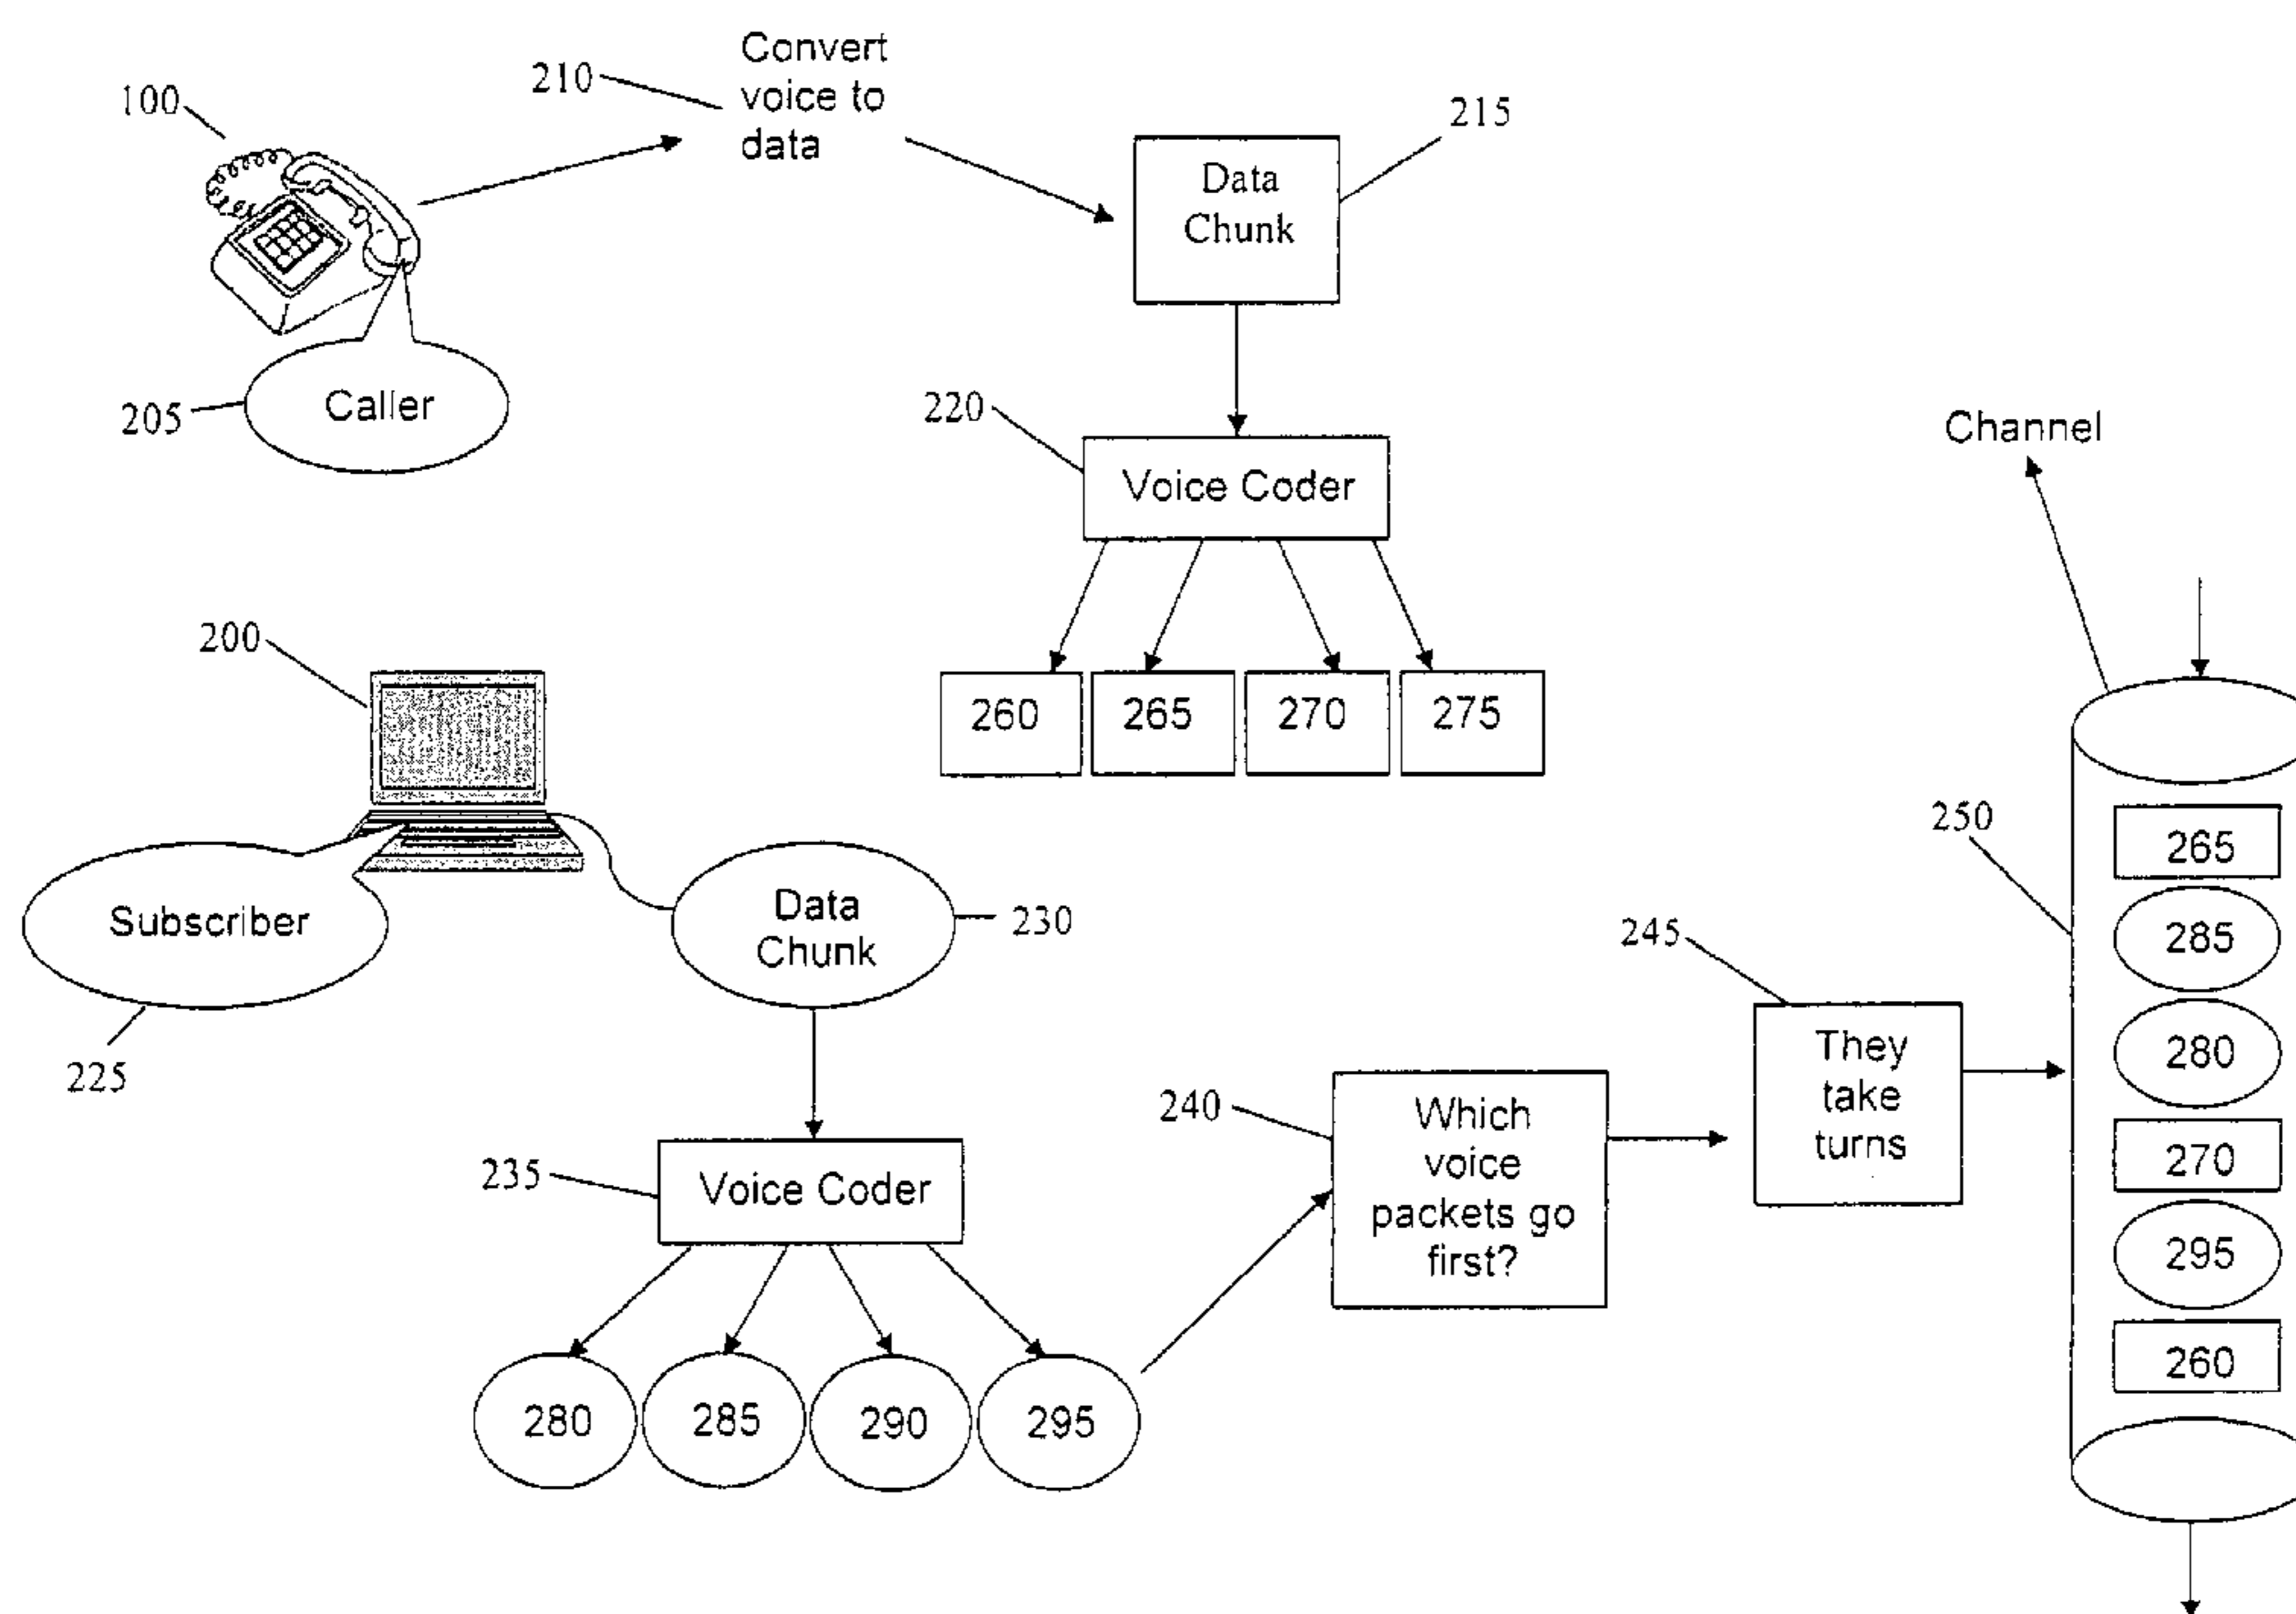 100
210
Convert
voice to
data
215
Data
Chunk
205
Caller
220
Voice Coder
Channel
260
265
270
275
200
Subscriber
225
Data
Chunk
230
235
Voice Coder
280
285
290
295
240
Which
voice
packets go
first?
245
They
take
turns
250
265
285
280
270
295
260